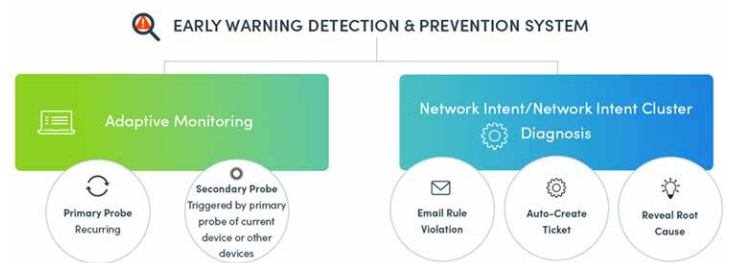 EARLY WARNING DETECTION & PREVENTION SYSTEM
Adaptive Monitoring
Network Intent/Network Intent Cluster
Diagnosis
Primary Probe
Recurring
Secondary Probe
Triggered by primary
probe of current
device or other
devices
Email Rule
Violation
Auto-Create
Ticket
Reveal Root
Cause